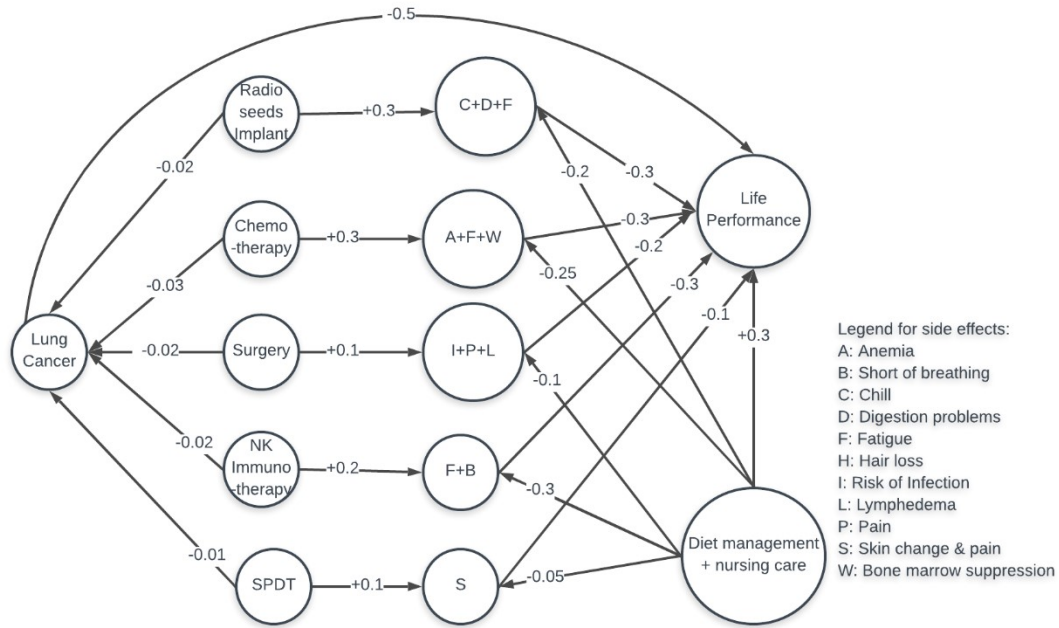 -0.5
Radio
seeds
Implant
+0.3
C+D+F
-0.02
-0.2
-0.3
Life
Performance
Chemo
-therapy
+0.3
A+F+W
-0.3
-0.2
-0.03
-0.25
-0.3
-0.1
Lung
Cancer
-0.02
Surgery
+0.1
I+P+L
+0.3
-0.1
Legend for side effects:
A: Anemia
B: Short of breathing
C: Chill
D: Digestion problems
F: Fatigue
H: Hair loss
I: Risk of Infection
L: Lymphedema
P: Pain
S: Skin change & pain
W: Bone marrow suppression
-0.02
NK
Immuno
-therapy
+0.2
F+B
-0.3
Diet management
+ nursing care
-0.01
SPDT
+0.1
S
-0.05